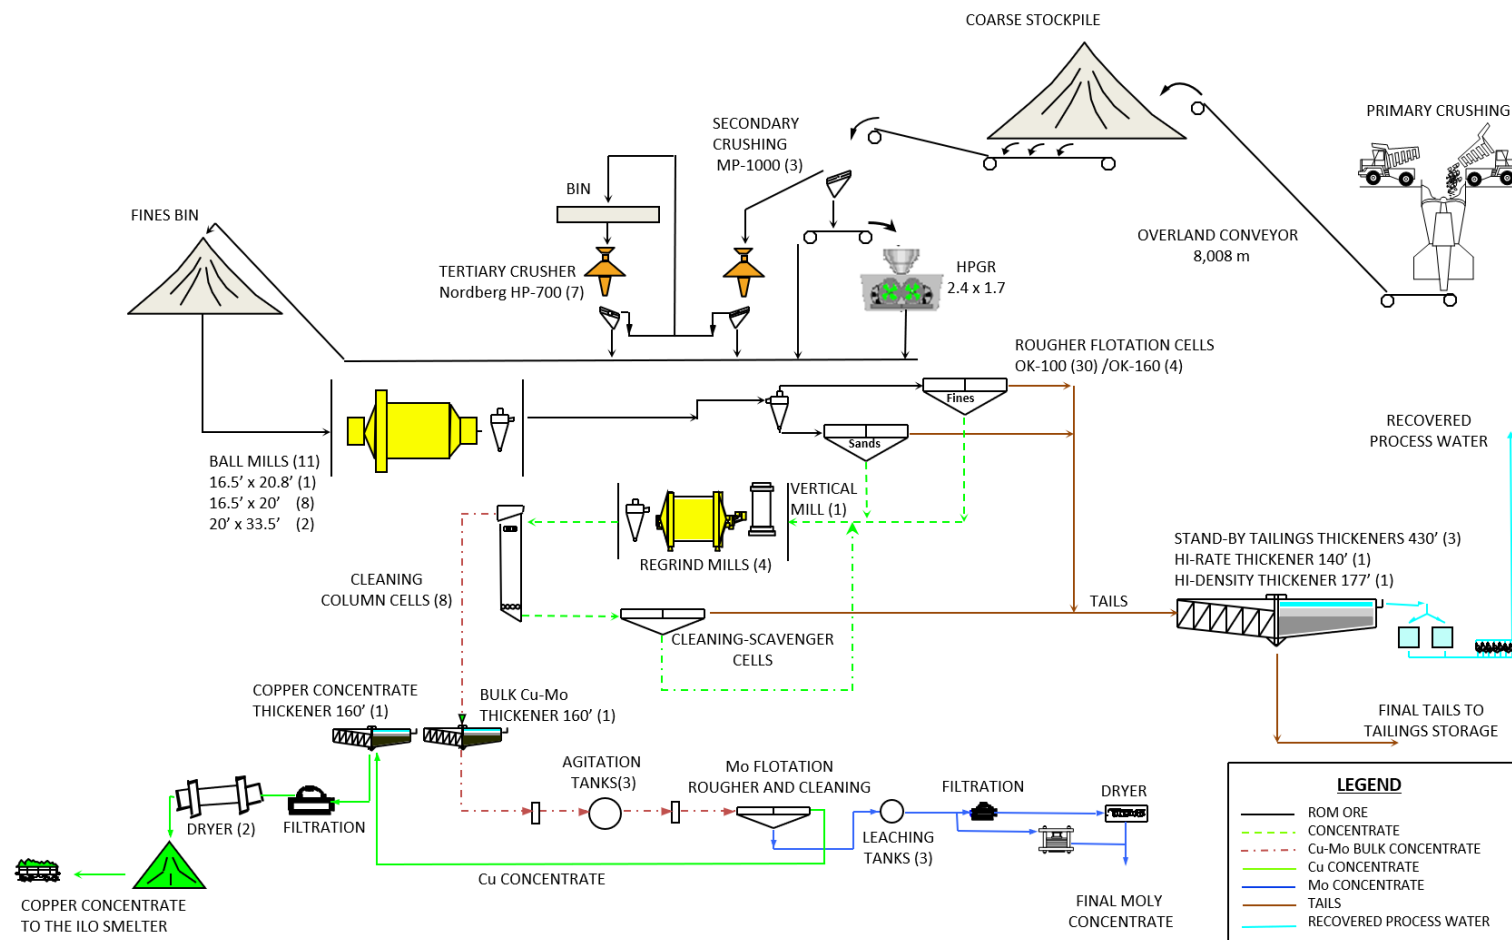 COARSE STOCKPILE
PRIMARY CRUSHING
SECONDARY
CRUSHING
MP-1000 (3)
BIN
FINES BIN
OVERLAND CONVEYOR
8,008 m
TERTIARY CRUSHER
Nordberg HP-700 (7)
HPGR
2.4 x 1.7
ROUGHER FLOTATION CELLS
OK-100 (30) /OK-160 (4)
Fines
Sands
RECOVERED
PROCESS WATER
BALL MILLS (11)
16.5’ x 20.8’ (1)
16.5’ x 20’ (8)
20’ x 33.5’ (2)
VERTICAL
MILL (1)
REGRIND MILLS (4)
STAND-BY TAILINGS THICKENERS 430’ (3)
HI-RATE THICKENER 140’ (1)
HI-DENSITY THICKENER 177’ (1)
CLEANING
COLUMN CELLS (8)
TAILS
CLEANING-SCAVENGER
CELLS
COPPER CONCENTRATE
THICKENER 160’ (1)
BULK Cu-Mo
THICKENER 160’ (1)
FINAL TAILS TO
TAILINGS STORAGE
AGITATION
TANKS(3)
Mo FLOTATION
ROUGHER AND CLEANING
FILTRATION
DRYER
DRYER (2)
FILTRATION
LEACHING
TANKS (3)
Cu CONCENTRATE
COPPER CONCENTRATE
TO THE ILO SMELTER
FINAL MOLY
CONCENTRATE
LEGEND
ROM ORE
CONCENTRATE
Cu-Mo BULK CONCENTRATE
Cu CONCENTRATE
Mo CONCENTRATE
TAILS
RECOVERED PROCESS WATER